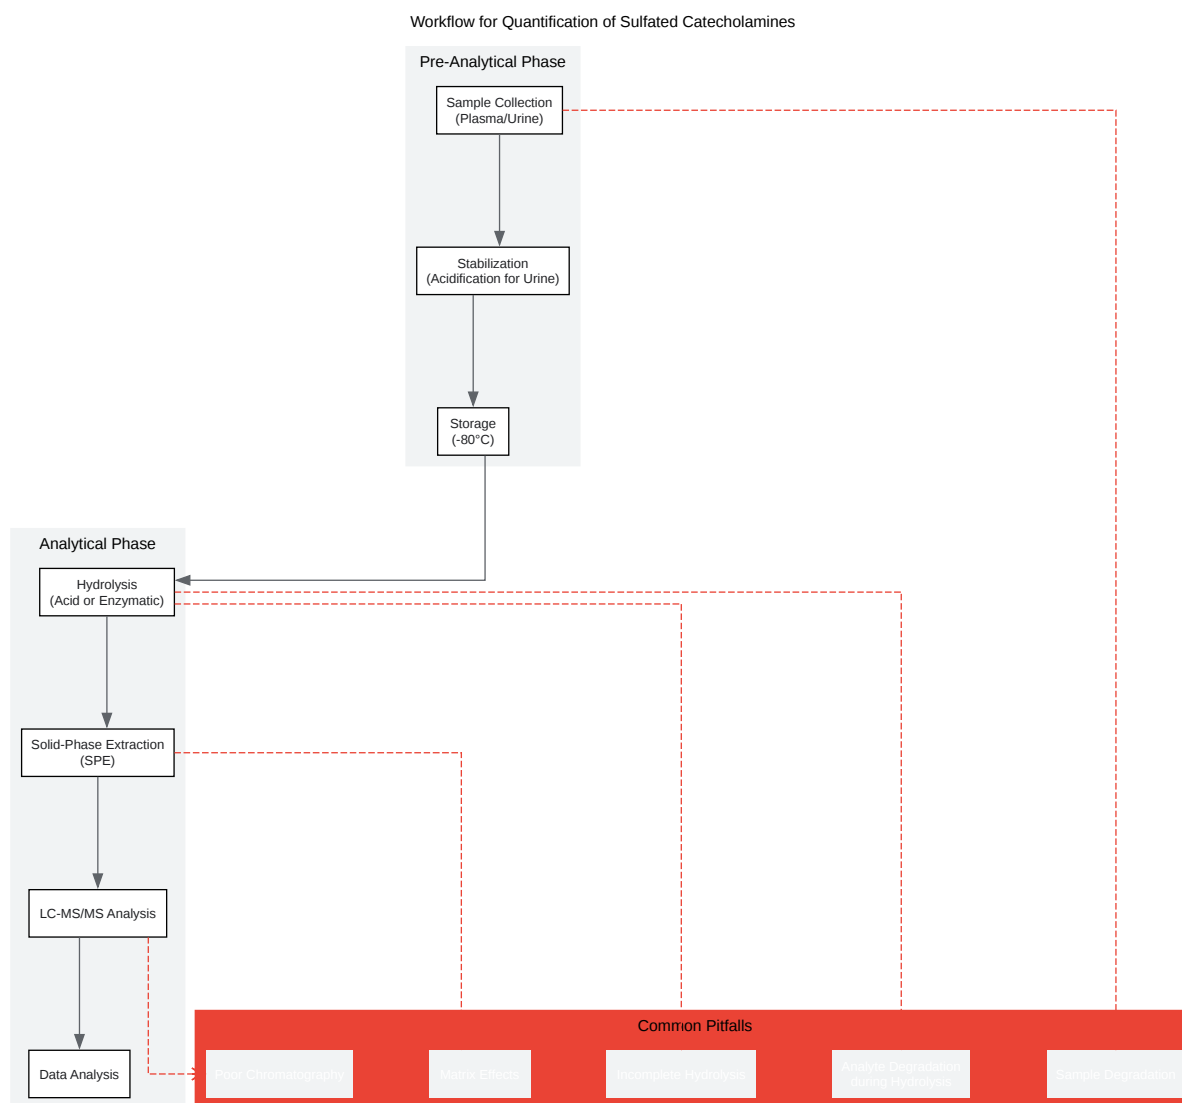 Workflow for Quantification of Sulfated Catecholamines
Pre-Analytical Phase
Sample Collection
(Plasma/Urine)
Stabilization
(Acidification for Urine)
Storage
(-80°C)
Analytical Phase
Hydrolysis
(Acid or Enzymatic)
Solid-Phase Extraction
(SPE)
LC-MS/MS Analysis
Data Analysis
Common Pitfalls
Poor Chromatography
Matrix Effects
Incomplete Hydrolysis
Analyte Degradation
during Hydrolysis
Sample Degradation